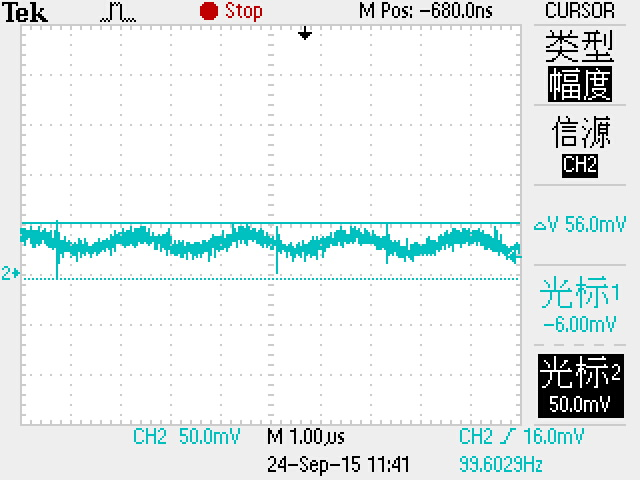 Tek Stop M Pos: -680.0ns CURSOR
类型
幅度
信源
CH2
△V 56.0mV
2
光标1
-6.00mV
光标2
50.0mV
CH2 50.0mV M 1.00µs CH2 16.0mV
24-Sep-15 11:41 99.6029Hz